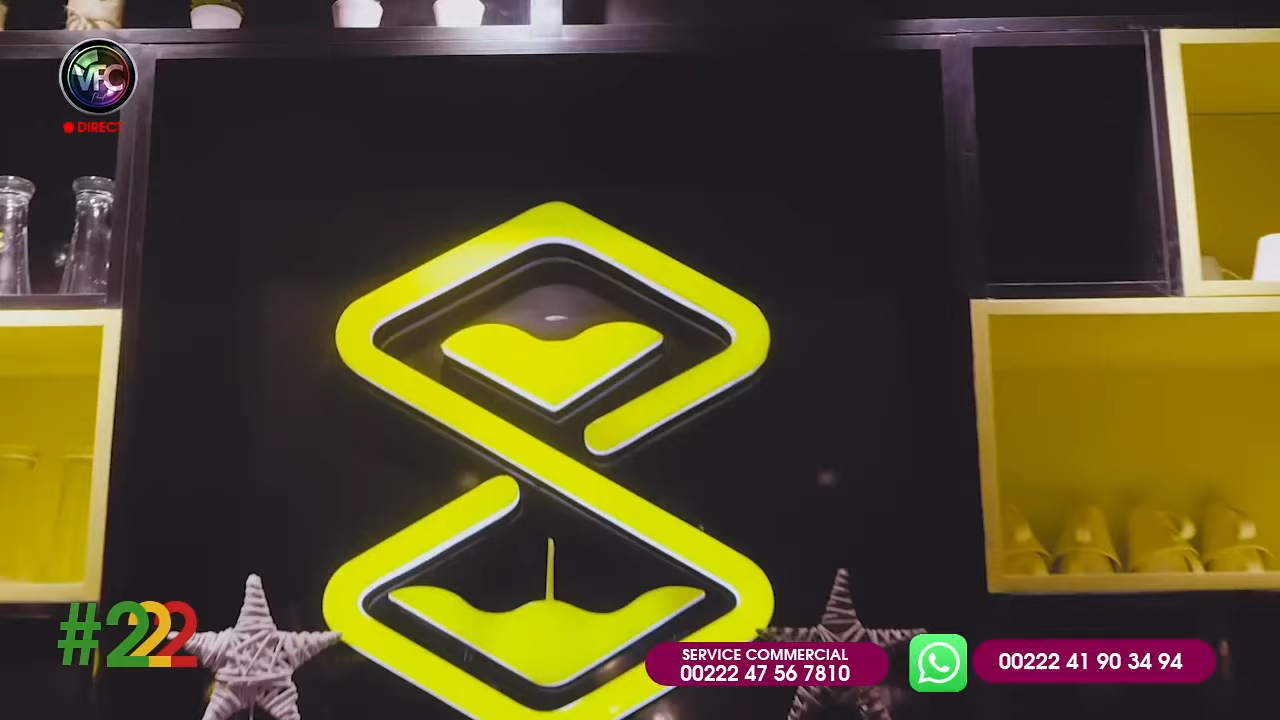 VFC
DIRECT
#222
SERVICE COMMERCIAL
00222 47 56 7810
00222 41 90 34 94